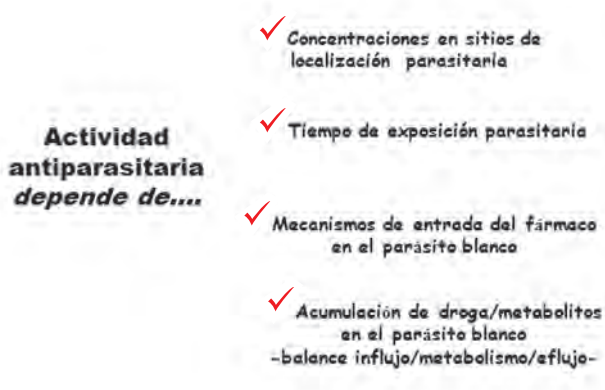 Actividad
antiparasitaria
depende de....
Concentraciones en sitios de
localización parasitaria
Tiempo de exposición parasitaria
Mecanismos de entrada del fármaco
en el parásito blanco
Acumulación de droga/metabolitos
en el parásito blanco
-balance influjo/metabolismo/eflujo-